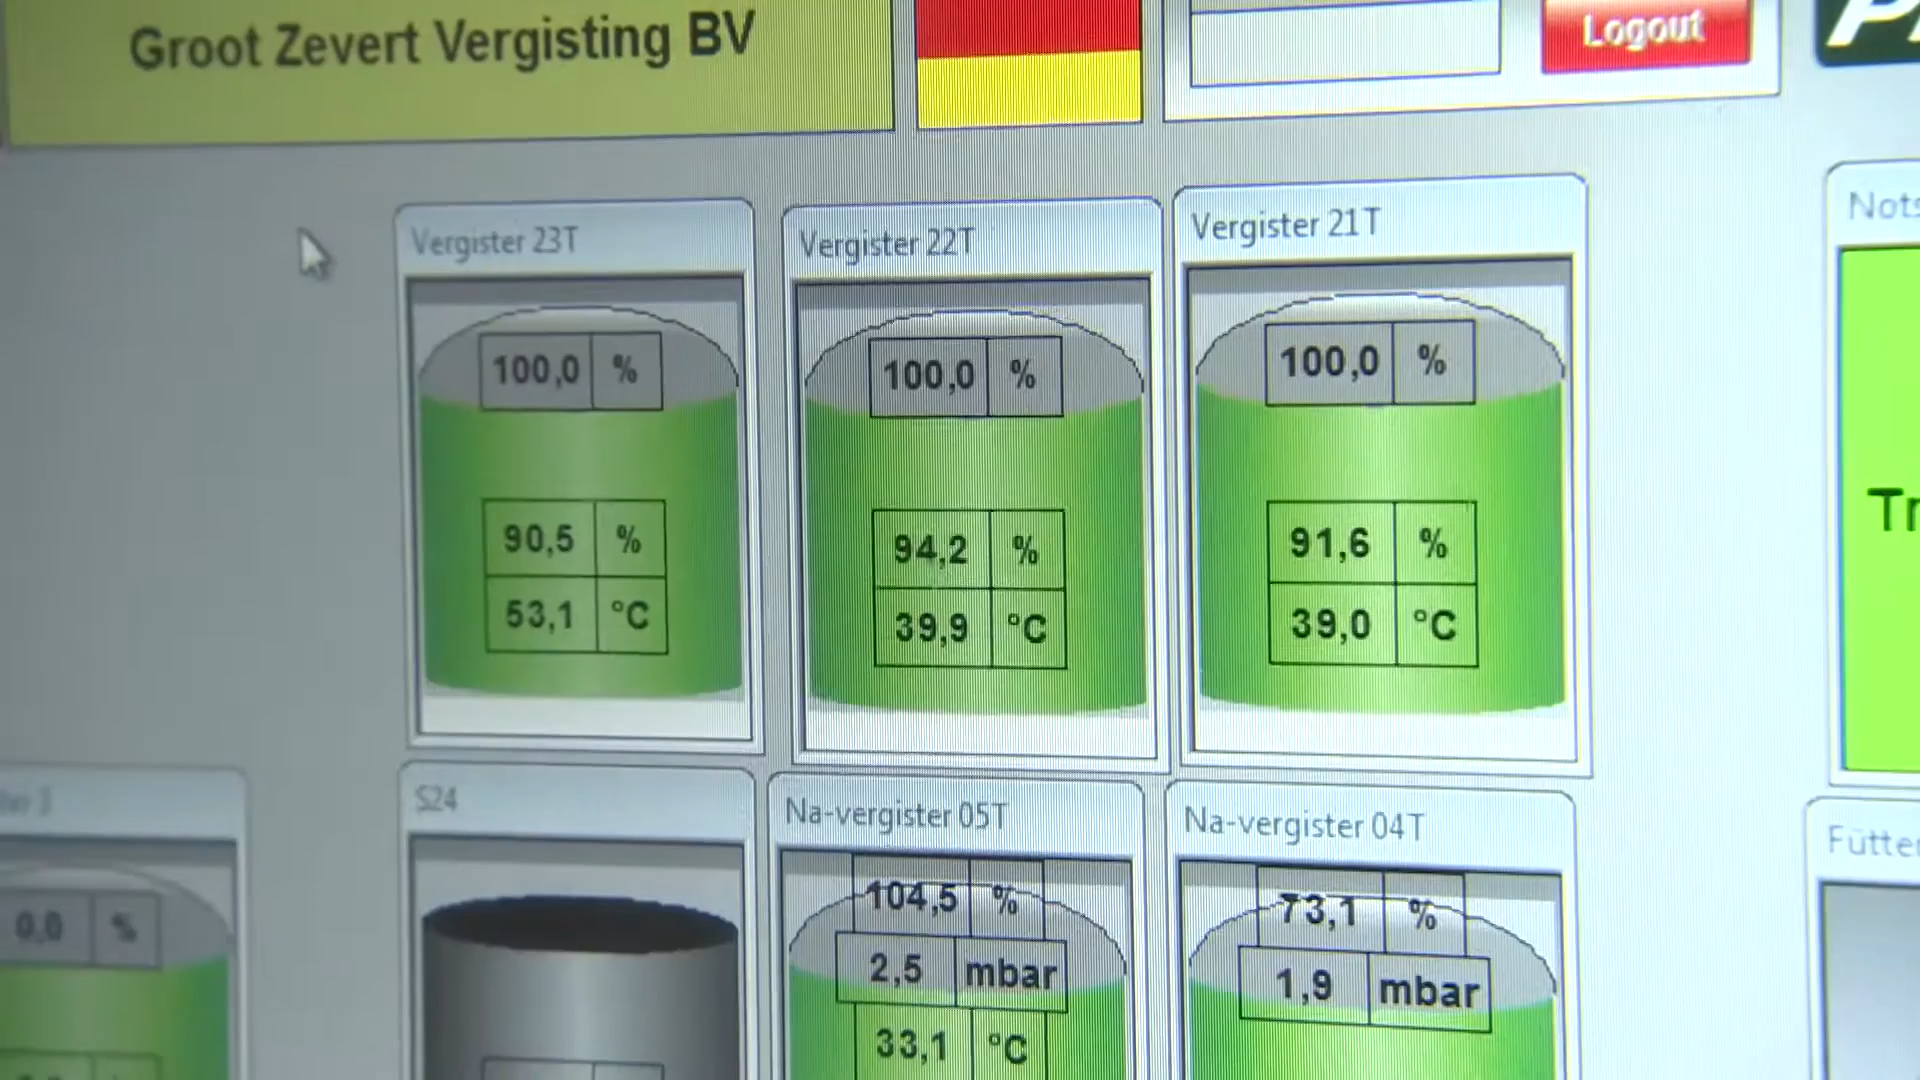 Groot Zevert Vergisting BV
Logout
Vergister 23T
100,0 %
90,5 %
53,1 °C
Vergister 22T
100,0 %
94,2 %
39,9 °C
Vergister 21T
100,0 %
91,6 %
39,0 °C
Nots
Tr
0,0 %
S24
Na-vergister 05T
104,5 %
2,5 mbar
33,1 °C
Na-vergister 04T
73,1 %
1,9 mbar
Fütter